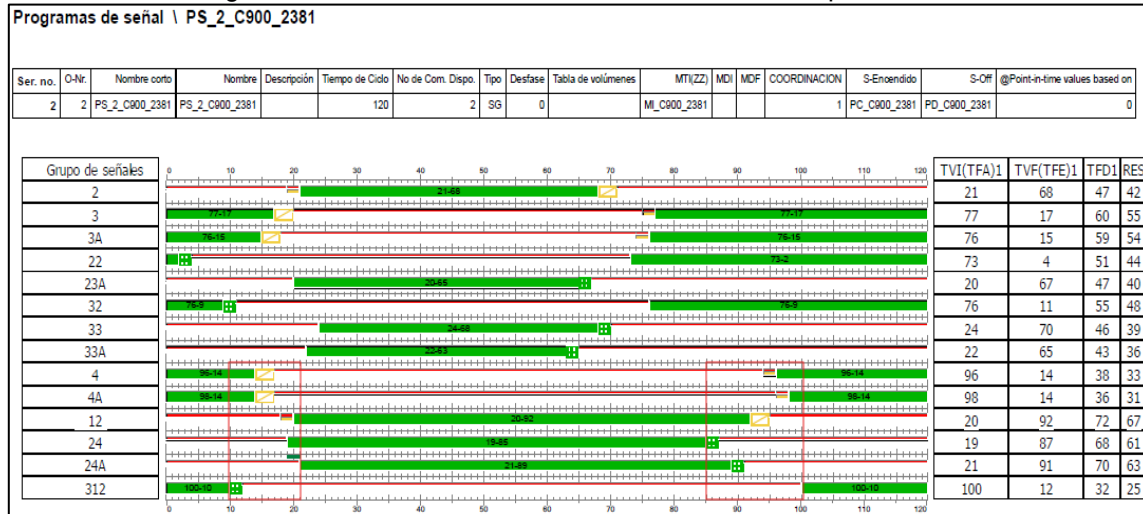 Programas de señal \ PS_2_C900_2381
Ser. no. O-Nr. Nombre corto Nombre Descripción Tiempo de Ciclo No de Com. Dispo. Tipo Desfase Tabla de volúmenes MTI(ZZ) MDI MDF COORDINACION S-Encendido S-Off @Point-in-time values based on
2 2 PS_2_C900_2381 PS_2_C900_2381 120 2 SG 0 MI_C900_2381 1 PC_C900_2381 PD_C900_2381 0
Grupo de señales 0 10 20 30 40 50 60 70 80 90 100 110 120 TVI(TFA)1 TVF(TFE)1 TFD1 RES
2 21-68 21 68 47 42
3 77-17 77-17 77 17 60 55
3A 76-15 76-15 76 15 59 54
22 73-2 73 4 51 44
23A 20-65 20 67 47 40
32 76-9 76-9 76 11 55 48
33 24-68 24 70 46 39
33A 22-63 22 65 43 36
4 96-14 96-14 96 14 38 33
4A 98-14 98-14 98 14 36 31
12 20-92 20 92 72 67
24 19-85 19 87 68 61
24A 21-89 21 91 70 63
312 100-10 100-10 100 12 32 25
0 10 20 30 40 50 60 70 80 90 100 110 120